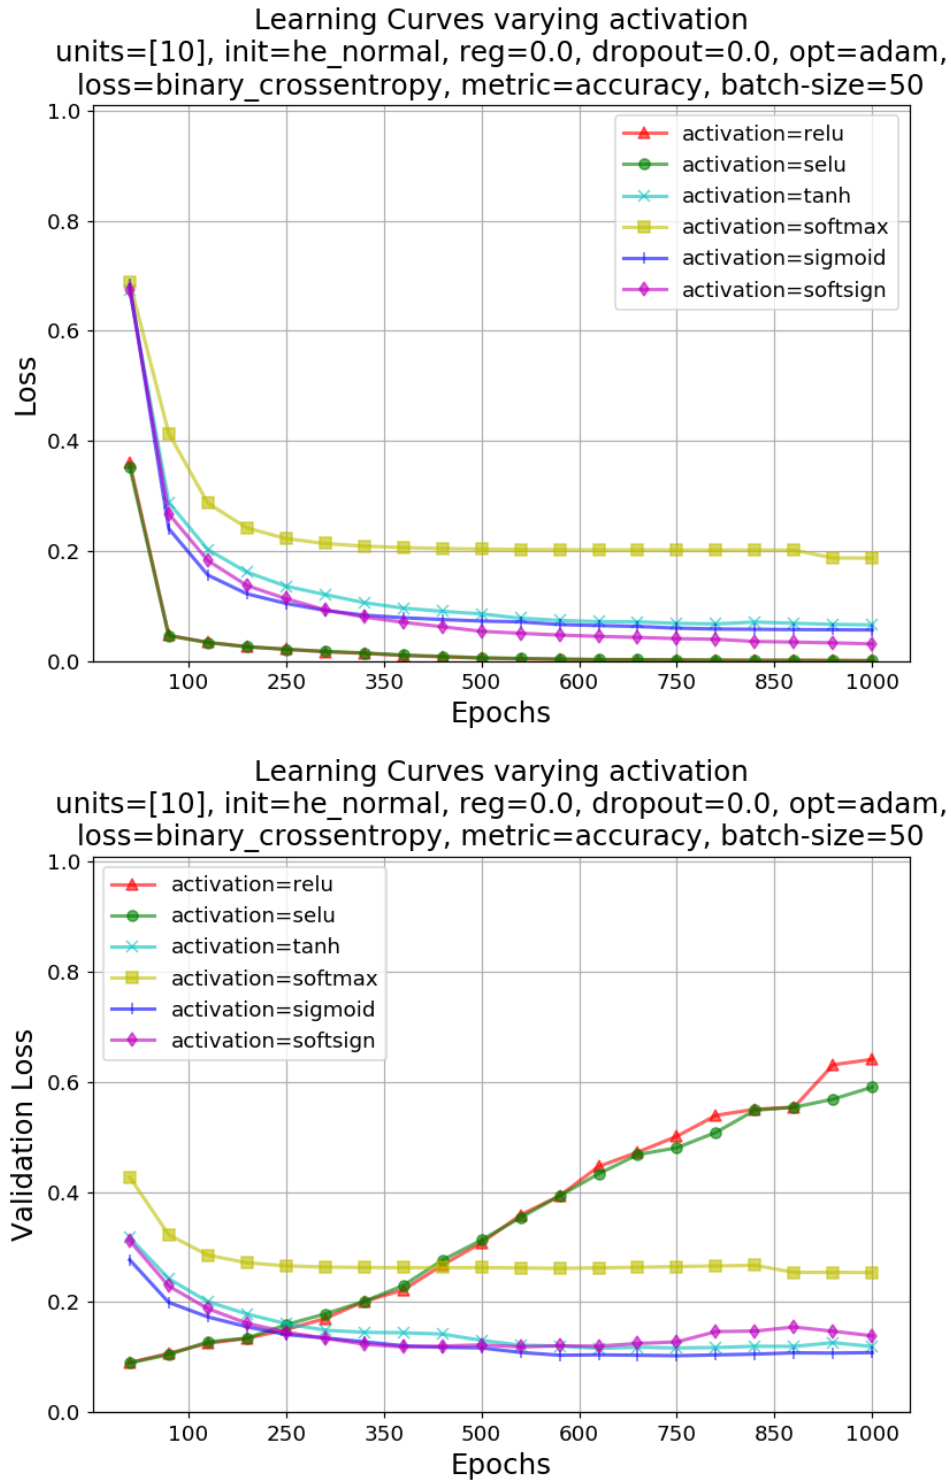 Learning Curves varying activation
units=[10], init=he_normal, reg=0.0, dropout=0.0, opt=adam,
loss=binary_crossentropy, metric=accuracy, batch-size=50
1.0
0.8
0.6
0.4
0.2
0.0
Loss
activation=relu
activation=selu
activation=tanh
activation=softmax
activation=sigmoid
activation=softsign
100 250 350 500 600 750 850 1000
Epochs
Learning Curves varying activation
units=[10], init=he_normal, reg=0.0, dropout=0.0, opt=adam,
loss=binary_crossentropy, metric=accuracy, batch-size=50
1.0
0.8
0.6
0.4
0.2
0.0
Validation Loss
activation=relu
activation=selu
activation=tanh
activation=softmax
activation=sigmoid
activation=softsign
100 250 350 500 600 750 850 1000
Epochs